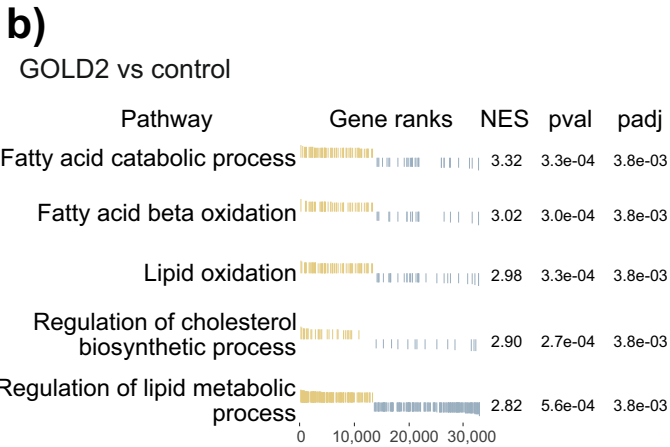 b)
GOLD2 vs control
Pathway Gene ranks NES pval padj
Fatty acid catabolic process 3.32 3.3e-04 3.8e-03
Fatty acid beta oxidation 3.02 3.0e-04 3.8e-03
Lipid oxidation 2.98 3.3e-04 3.8e-03
Regulation of cholesterol
biosynthetic process 2.90 2.7e-04 3.8e-03
Regulation of lipid metabolic
process 2.82 5.6e-04 3.8e-03
0 10,000 20,000 30,000